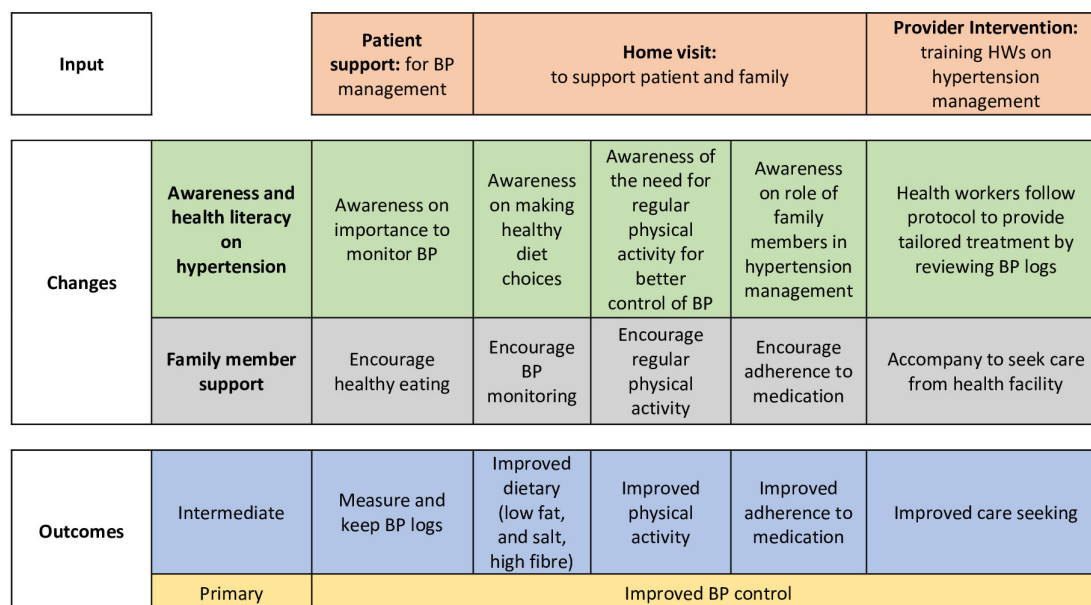 Input
Patient
support: for BP
management
Home visit:
to support patient and family
Provider Intervention:
training HWs on
hypertension
management
Changes
Awareness and
health literacy
on
hypertension
Awareness on
importance to
monitor BP
Awareness
on making
healthy
diet
choices
Awareness of
the need for
regular
physical
activity for
better
control of BP
Awareness
on role of
family
members in
hypertension
management
Health workers follow
protocol to provide
tailored treatment by
reviewing BP logs
Family member
support
Encourage
healthy eating
Encourage
BP
monitoring
Encourage
regular
physical
activity
Encourage
adherence to
medication
Accompany to seek care
from health facility
Outcomes
Intermediate
Measure and
keep BP logs
Improved
dietary
(low fat,
and salt,
high fibre)
Improved
physical
activity
Improved
adherence to
medication
Improved care seeking
Primary
Improved BP control